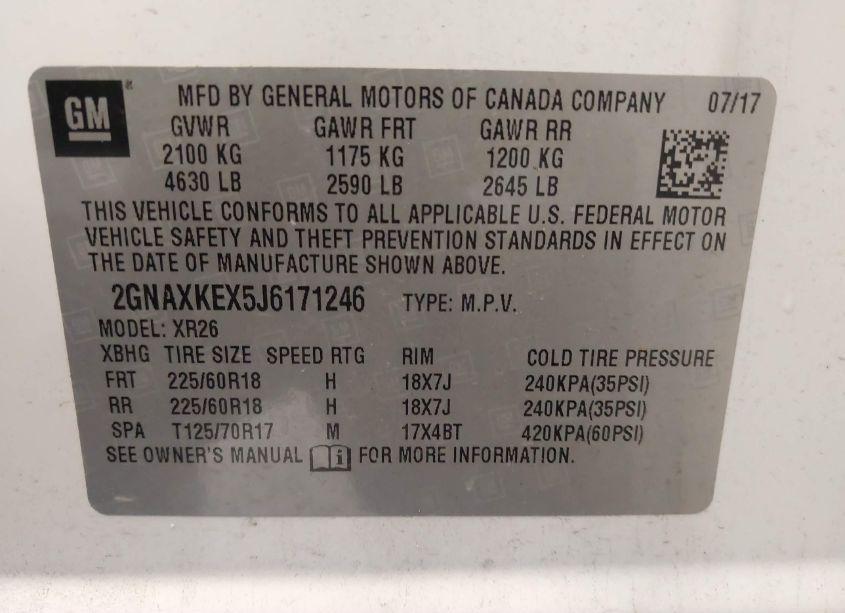 GM
MFD BY GENERAL MOTORS OF CANADA COMPANY 07/17
GVWR GAWR FRT GAWR RR
2100 KG 1175 KG 1200 KG
4630 LB 2590 LB 2645 LB
THIS VEHICLE CONFORMS TO ALL APPLICABLE U.S. FEDERAL MOTOR
VEHICLE SAFETY AND THEFT PREVENTION STANDARDS IN EFFECT ON
THE DATE OF MANUFACTURE SHOWN ABOVE.
2GNAXKEX5J6171246 TYPE: M.P.V.
MODEL: XR26
XBHG TIRE SIZE SPEED RTG RIM COLD TIRE PRESSURE
FRT 225/60R18 H 18X7J 240KPA(35PSI)
RR 225/60R18 H 18X7J 240KPA(35PSI)
SPA T125/70R17 M 17X4BT 420KPA(60PSI)
SEE OWNER'S MANUAL i FOR MORE INFORMATION.